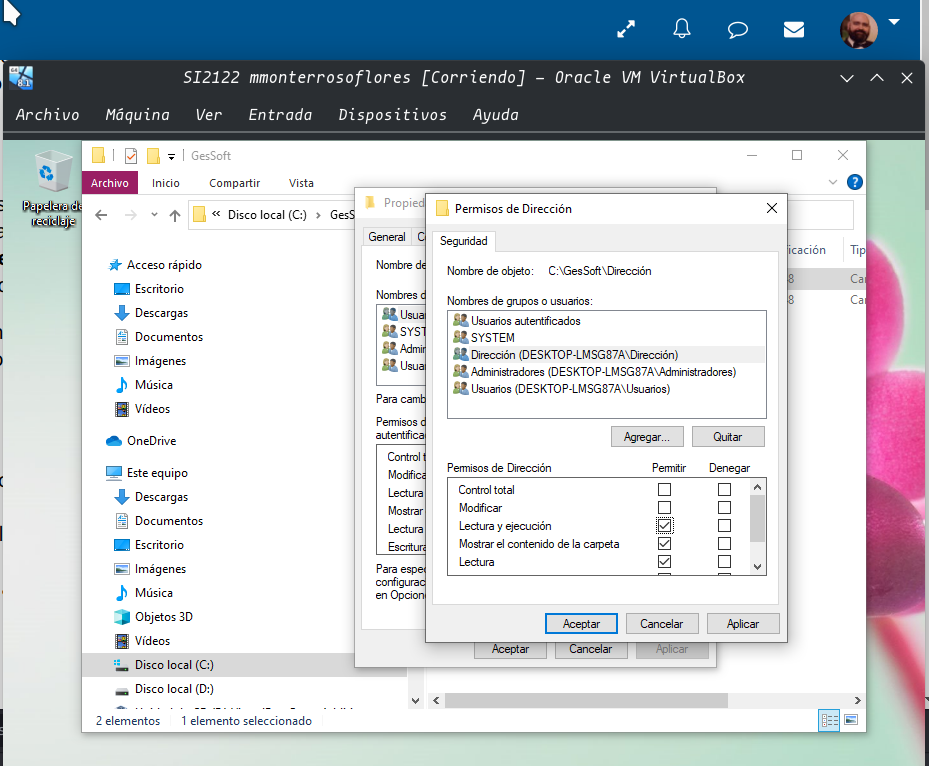 SI2122 mmonterrosoflores [Corriendo] – Oracle VM VirtualBox
Archivo Máquina Ver Entrada Dispositivos Ayuda
Papelera de
reciclaje
GesSoft
Archivo Inicio Compartir Vista
« Disco local (C:) › GesS
Acceso rápido
Escritorio
Descargas
Documentos
Imágenes
Música
Vídeos
OneDrive
Este equipo
Descargas
Documentos
Escritorio
Imágenes
Música
Objetos 3D
Vídeos
Disco local (C:)
Disco local (D:)
2 elementos 1 elemento seleccionado
icación Tip
8 Car
8 Car
Propied
General C
Nombre de
Nombres d
Usua
SYST
Admin
Usua
Para camb
Permisos d
autentificad
Control t
Modifica
Lectura
Mostrar
Lectura
Escritura
Para espe
configurac
en Opcion
Aceptar Cancelar Aplicar
Permisos de Dirección
Seguridad
Nombre de objeto: C:\GesSoft\Dirección
Nombres de grupos o usuarios:
Usuarios autentificados
SYSTEM
Dirección (DESKTOP-LMSG87A\Dirección)
Administradores (DESKTOP-LMSG87A\Administradores)
Usuarios (DESKTOP-LMSG87A\Usuarios)
Agregar... Quitar
Permisos de Dirección Permitir Denegar
Control total
Modificar
Lectura y ejecución
Mostrar el contenido de la carpeta
Lectura
Aceptar Cancelar Aplicar